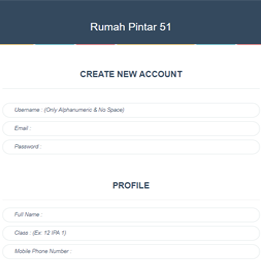 Rumah Pintar 51
CREATE NEW ACCOUNT
Username : (Only Alphanumeric & No Space)
Email :
Password :
PROFILE
Full Name :
Class : (Ex. 12 IPA 1)
Mobile Phone Number :